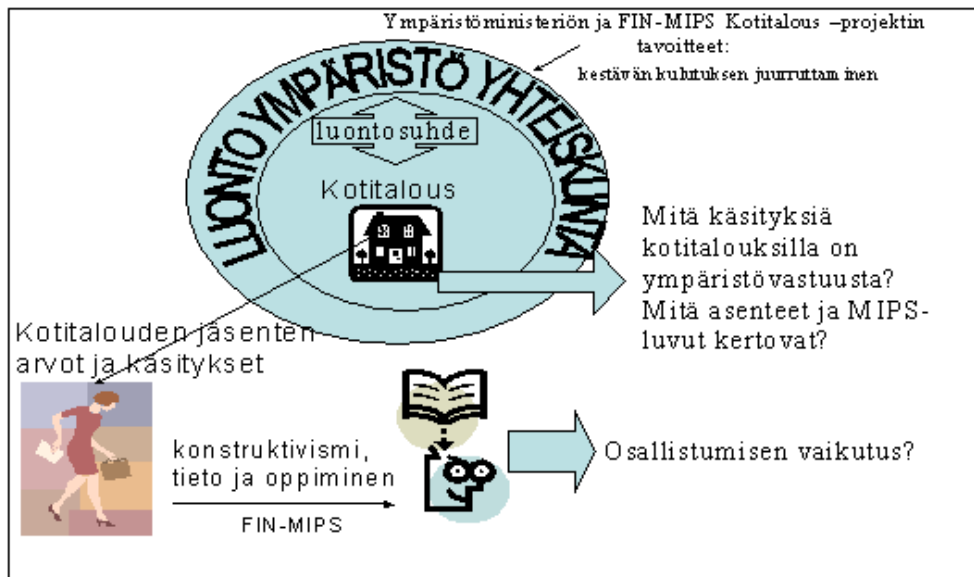 Ympäristöministeriön ja FIN-MIPS Kotitalous –projektin
tavoitteet:
kestävän kulutuksen juurruttaminen
LUONTO YMPÄRISTÖ YHTEISKUNTA
luontosuhde
Kotitalous
Mitä käsityksiä
kotitalouksilla on
ympäristövastuusta?
Mitä asenteet ja MIPS-
luvut kertovat?
Kotitalouden jäsenten
arvot ja käsitykset
konstruktivismi,
tieto ja oppiminen
FIN-MIPS
Osallistumisen vaikutus?